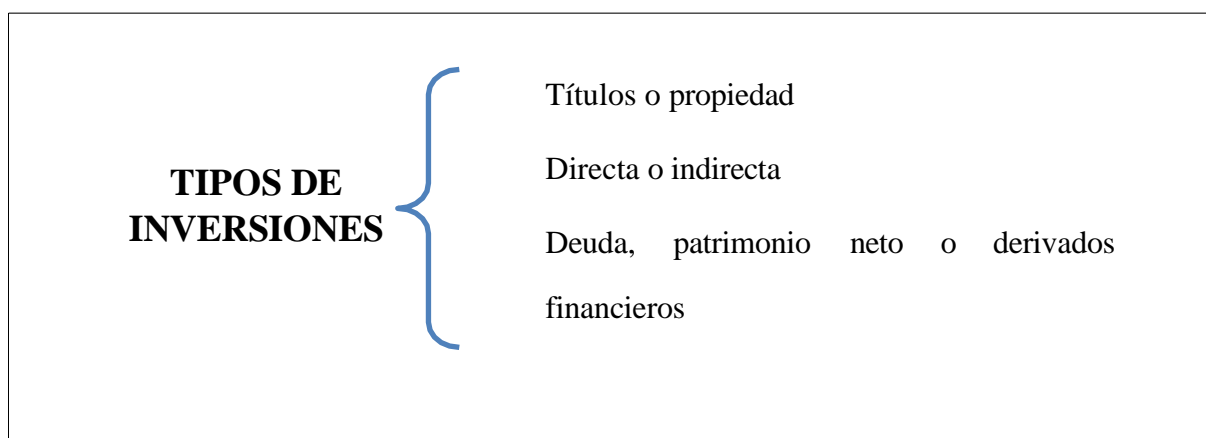 TIPOS DE
INVERSIONES
Títulos o propiedad
Directa o indirecta
Deuda, patrimonio neto o derivados
financieros